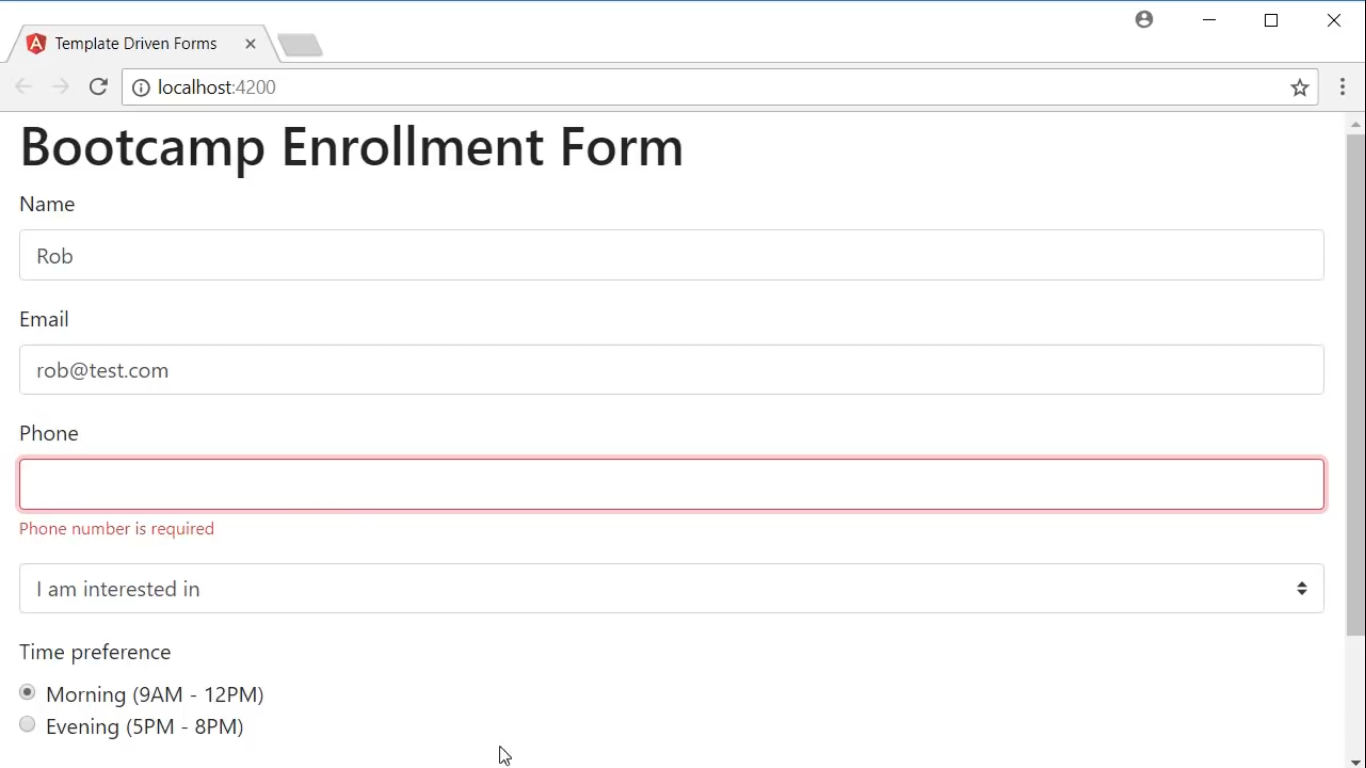 Template Driven Forms
localhost:4200
Bootcamp Enrollment Form
Name
Rob
Email
rob@test.com
Phone
Phone number is required
I am interested in
Time preference
Morning (9AM - 12PM)
Evening (5PM - 8PM)